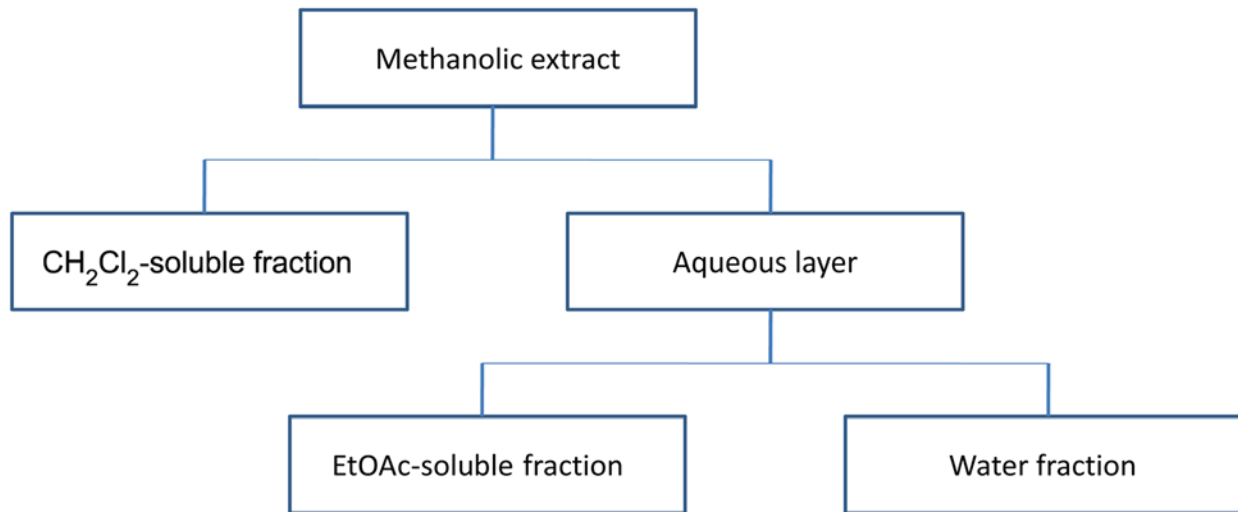 Methanolic extract
CH₂Cl₂-soluble fraction
Aqueous layer
EtOAc-soluble fraction
Water fraction